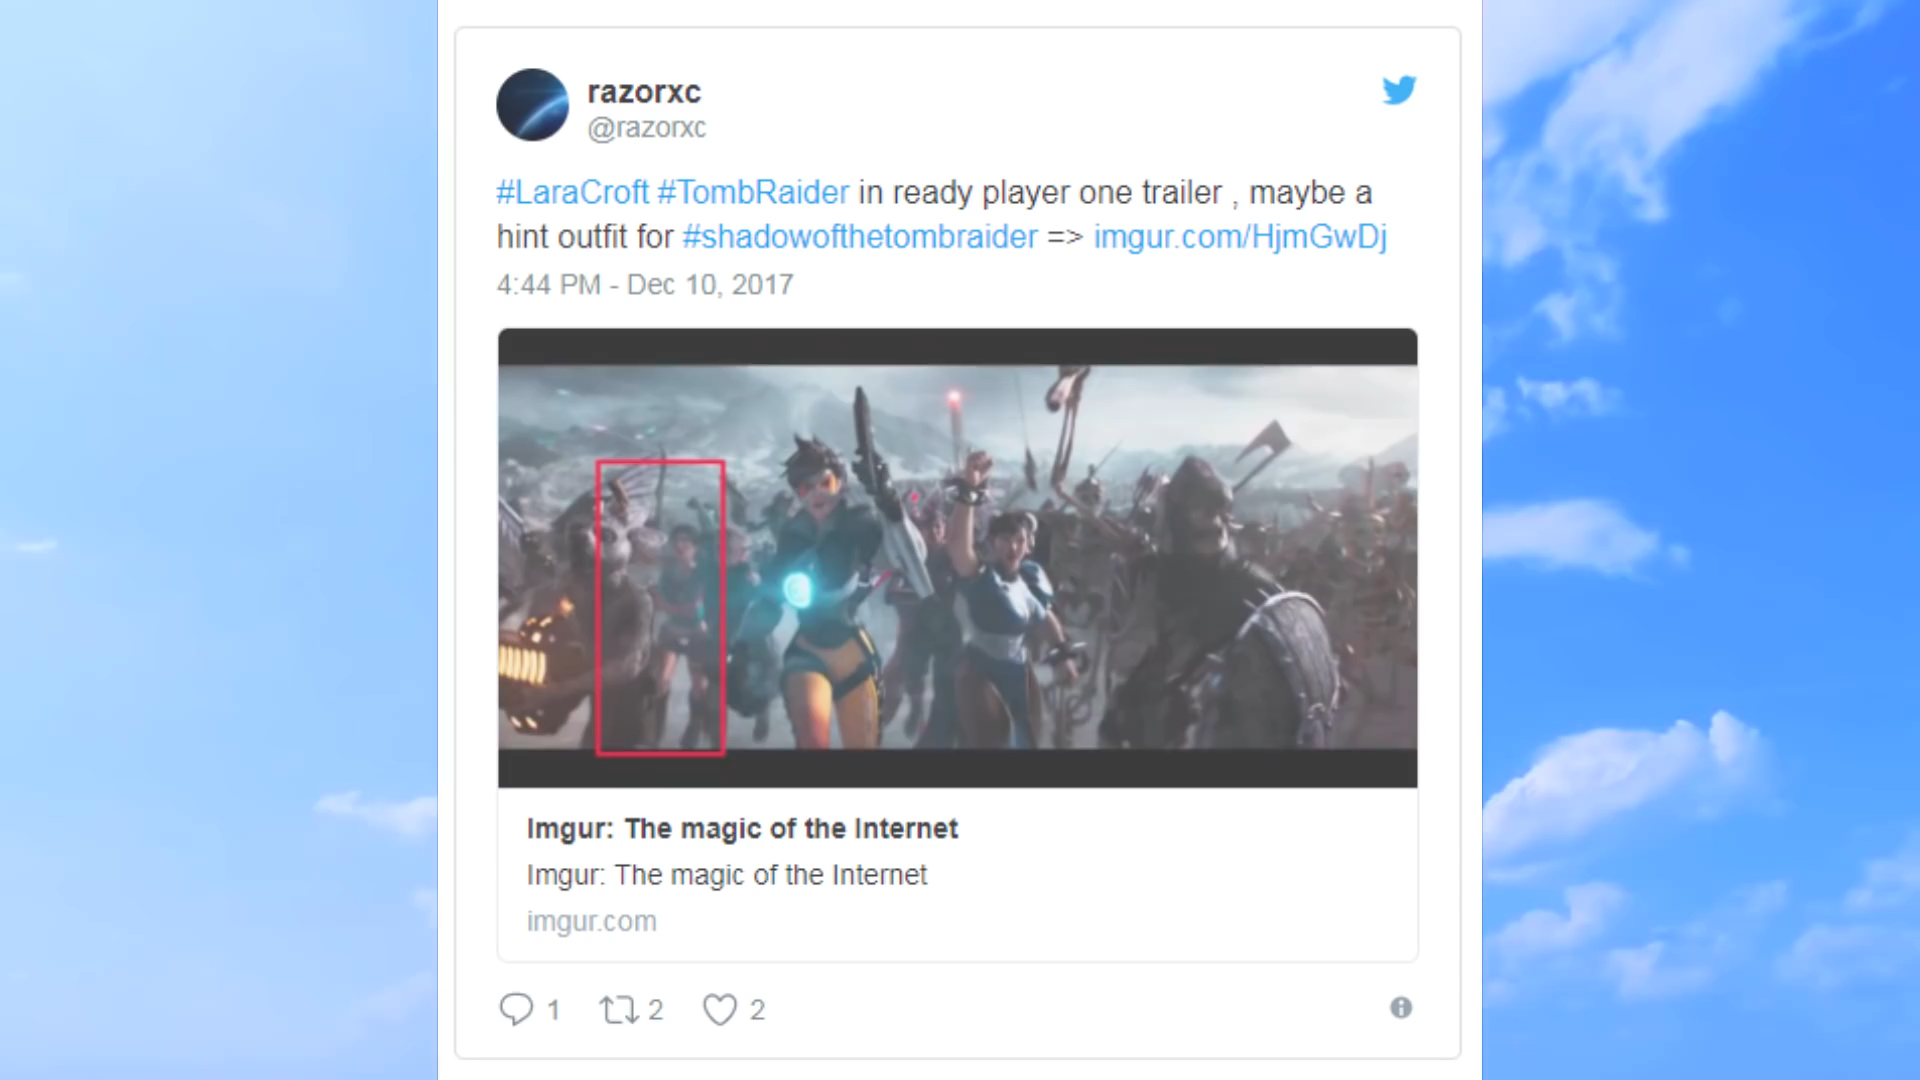 razorxc
@razorxc
#LaraCroft #TombRaider in ready player one trailer , maybe a
hint outfit for #shadowofthetombraider => imgur.com/HjmGwDj
4:44 PM - Dec 10, 2017
Imgur: The magic of the Internet
Imgur: The magic of the Internet
imgur.com
1 2 2